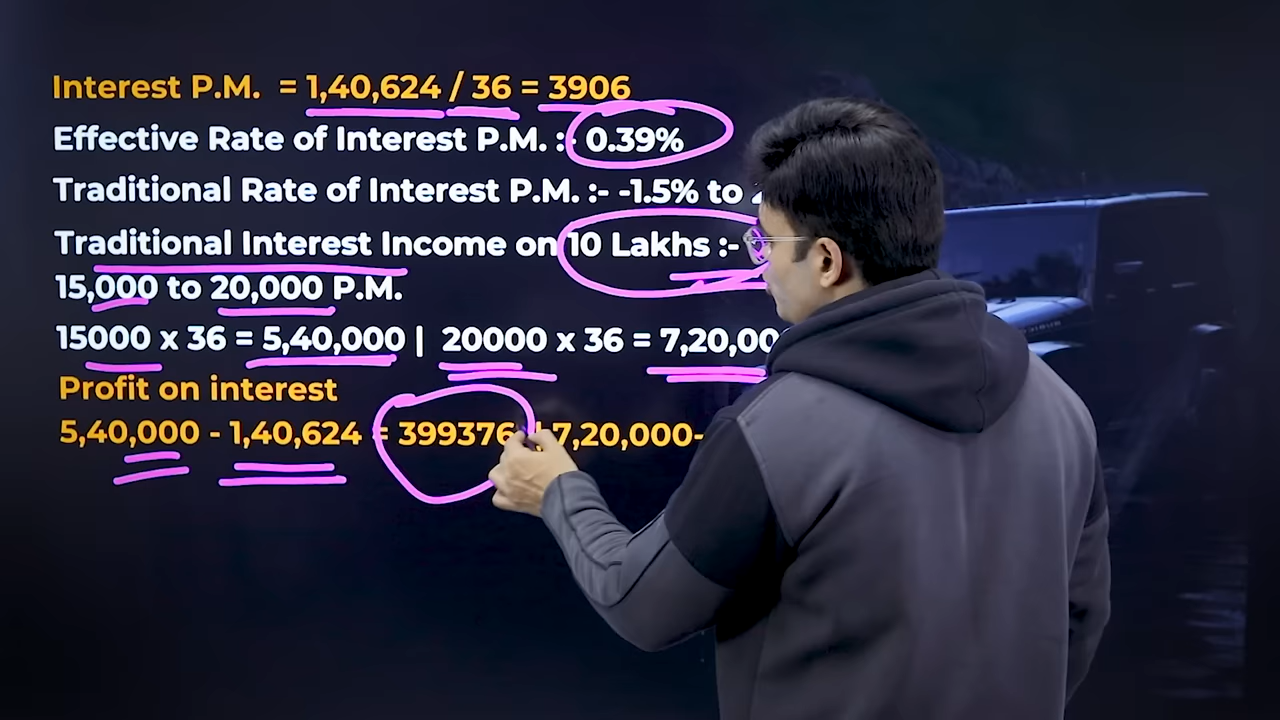 Interest P.M. = 1,40,624 / 36 = 3906
Effective Rate of Interest P.M. :- 0.39%
Traditional Rate of Interest P.M. :- -1.5% to
Traditional Interest Income on 10 Lakhs :-
15,000 to 20,000 P.M.
15000 x 36 = 5,40,000 | 20000 x 36 = 7,20,00
Profit on interest
5,40,000 - 1,40,624 = 399376 | 7,20,000-